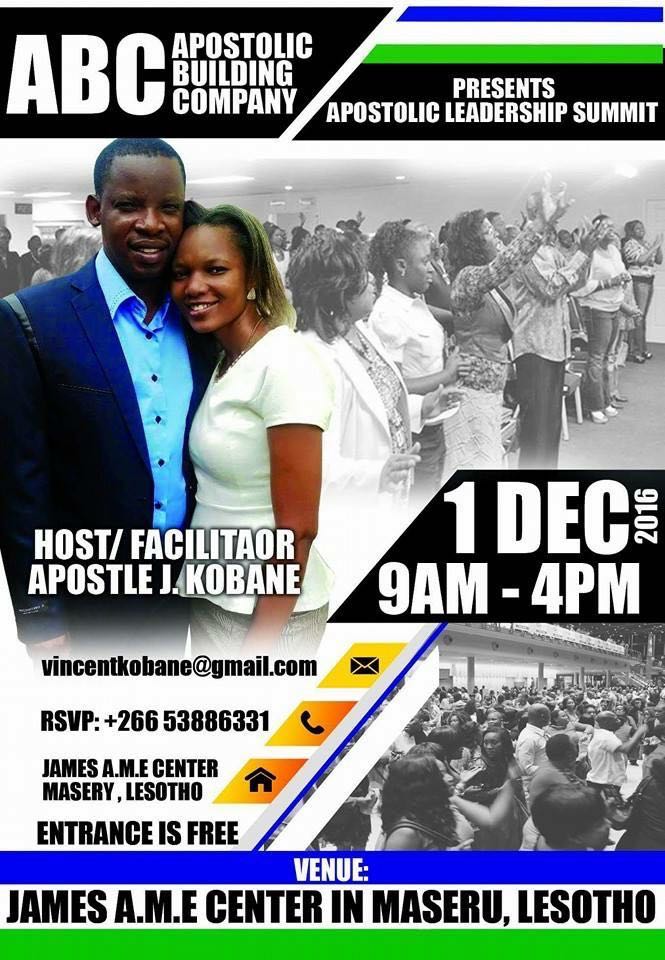 ABC
APOSTOLIC
BUILDING
COMPANY
PRESENTS
APOSTOLIC LEADERSHIP SUMMIT
HOST/ FACILITAOR
APOSTLE J. KOBANE
1 DEC 2016
9AM - 4PM
vincentkobane@gmail.com
RSVP: +266 53886331
JAMES A.M.E CENTER
MASERY , LESOTHO
ENTRANCE IS FREE
VENUE:
JAMES A.M.E CENTER IN MASERU, LESOTHO